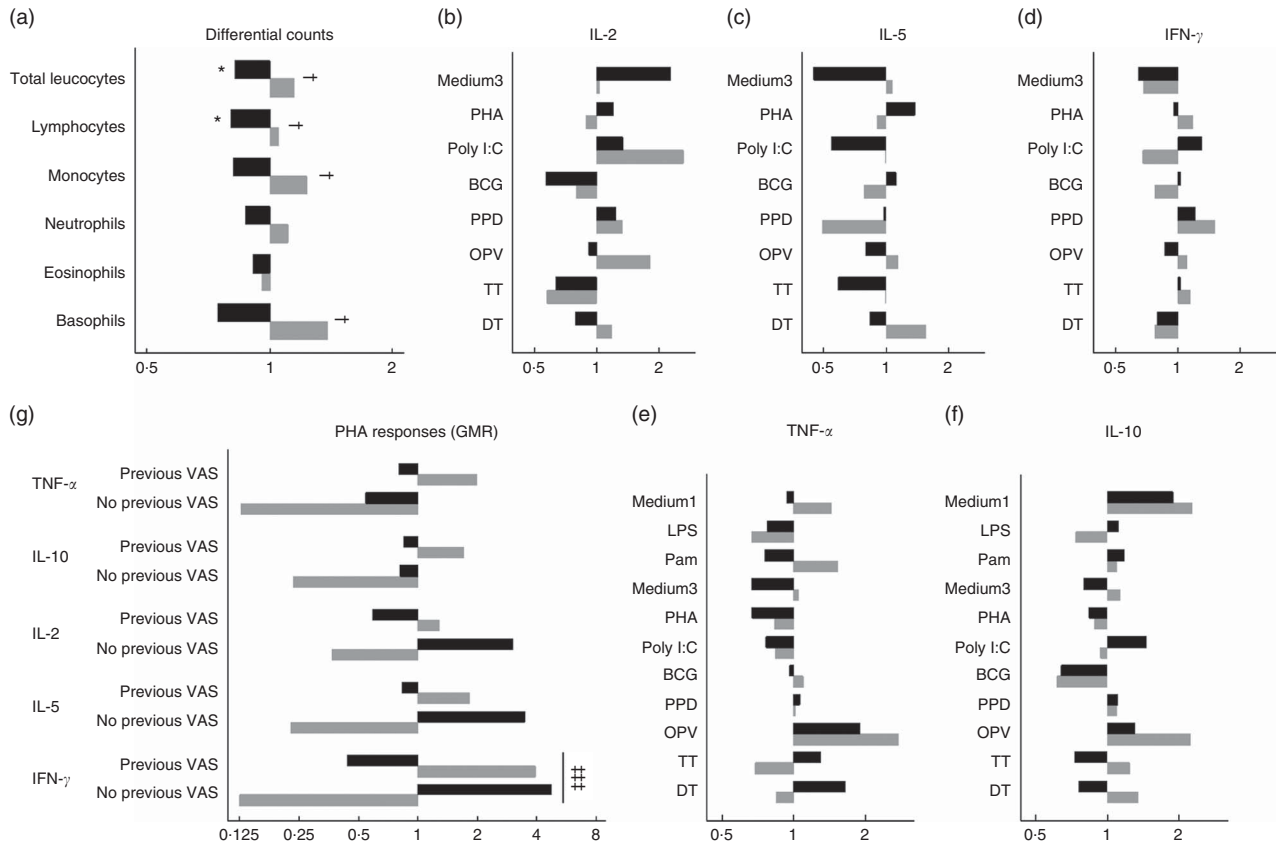 (a)
Differential counts
Total leucocytes
*
†
Lymphocytes
*
†
Monocytes
†
Neutrophils
Eosinophils
Basophils
†
0·5 1 2
(b)
IL-2
Medium3
PHA
Poly I:C
BCG
PPD
OPV
TT
DT
0·5 1 2
(c)
IL-5
Medium3
PHA
Poly I:C
BCG
PPD
OPV
TT
DT
0·5 1 2
(d)
IFN-γ
Medium3
PHA
Poly I:C
BCG
PPD
OPV
TT
DT
0·5 1 2
(g)
PHA responses (GMR)
TNF-α
Previous VAS
No previous VAS
IL-10
Previous VAS
No previous VAS
IL-2
Previous VAS
No previous VAS
IL-5
Previous VAS
No previous VAS
IFN-γ
Previous VAS
No previous VAS
‡‡‡
0·125 0·25 0·5 1 2 4 8
(e)
TNF-α
Medium1
LPS
Pam
Medium3
PHA
Poly I:C
BCG
PPD
OPV
TT
DT
0·5 1 2
(f)
IL-10
Medium1
LPS
Pam
Medium3
PHA
Poly I:C
BCG
PPD
OPV
TT
DT
0·5 1 2